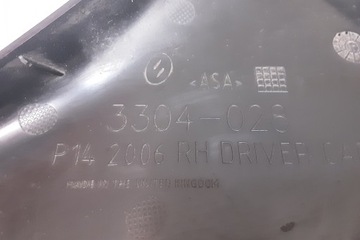 >ASA<
3304-028
P14 2006 RH DRIVER
MADE IN THE UNITED KINGDOM